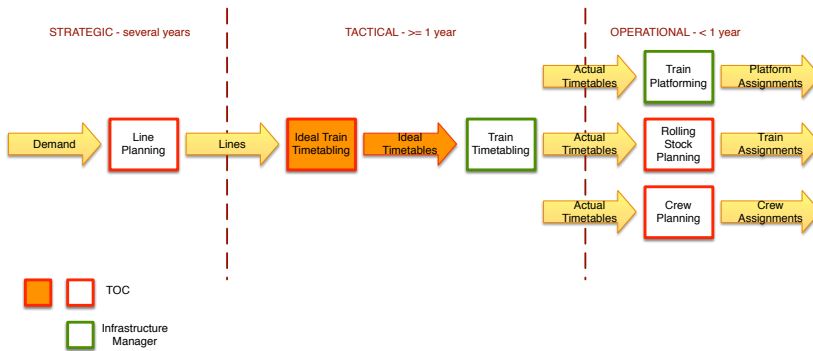 STRATEGIC - several years
TACTICAL - >= 1 year
OPERATIONAL - < 1 year
Actual
Timetables
Train
Platforming
Platform
Assignments
Demand
Line
Planning
Lines
Ideal Train
Timetabling
Ideal
Timetables
Train
Timetabling
Actual
Timetables
Rolling
Stock
Planning
Train
Assignments
Actual
Timetables
Crew
Planning
Crew
Assignments
TOC
Infrastructure
Manager